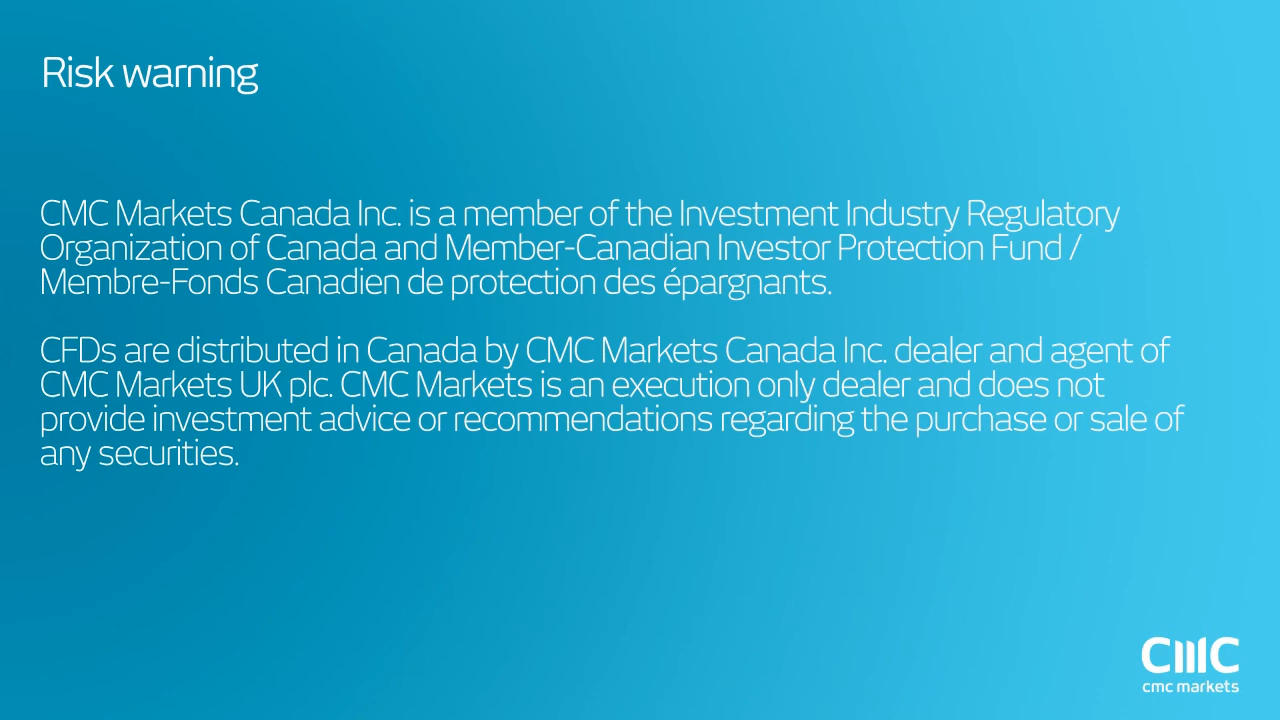 Risk warning
CMC Markets Canada Inc. is a member of the Investment Industry Regulatory
Organization of Canada and Member-Canadian Investor Protection Fund /
Membre-Fonds Canadien de protection des épargnants.
CFDs are distributed in Canada by CMC Markets Canada Inc. dealer and agent of
CMC Markets UK plc. CMC Markets is an execution only dealer and does not
provide investment advice or recommendations regarding the purchase or sale of
any securities.
CMC
cmc markets